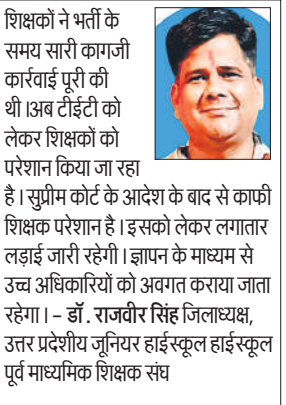 शिक्षकों ने भर्ती के
समय सारी कागजी
कार्रवाई पूरी की
थी ।अब टीईटी को
लेकर शिक्षकों को
परेशान किया जा रहा
है । सुप्रीम कोर्ट के आदेश के बाद से काफी
शिक्षक परेशान है । इसको लेकर लगातार
लड़ाई जारी रहेगी । ज्ञापन के माध्यम से
उच्च अधिकारियों को अवगत कराया जाता
रहेगा । – डॉ . राजवीर सिंह जिलाध्यक्ष,
उत्तर प्रदेशीय जूनियर हाईस्कूल हाईस्कूल
पूर्व माध्यमिक शिक्षक संघ